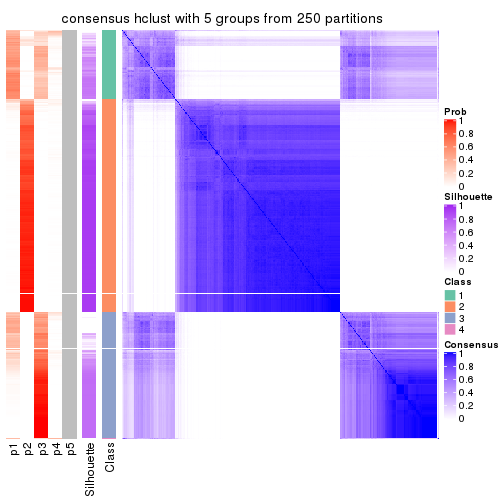 consensus hclust with 5 groups from 250 partitions
Prob
1
0.8
0.6
0.4
0.2
0
Silhouette
1
0.8
0.6
0.4
0.2
0
Class
1
2
3
4
Consensus
1
0.8
0.6
0.4
0.2
0
p1
p2
p3
p4
p5
Silhouette
Class